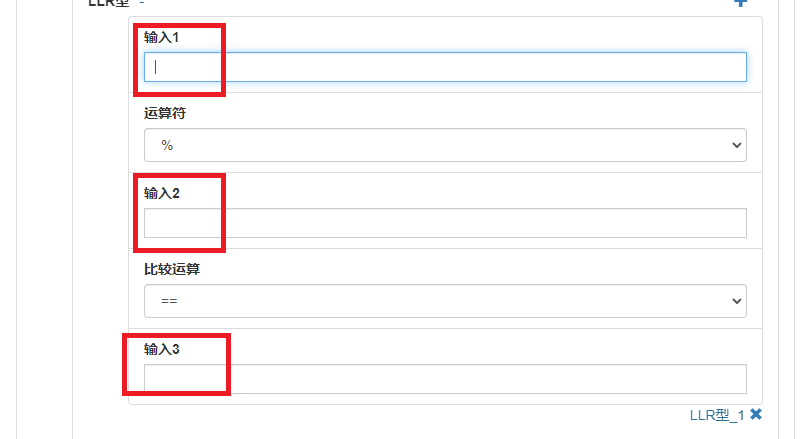 LLR型 -
输入1
运算符
%
输入2
比较运算
==
输入3
LLR型_1 ✖